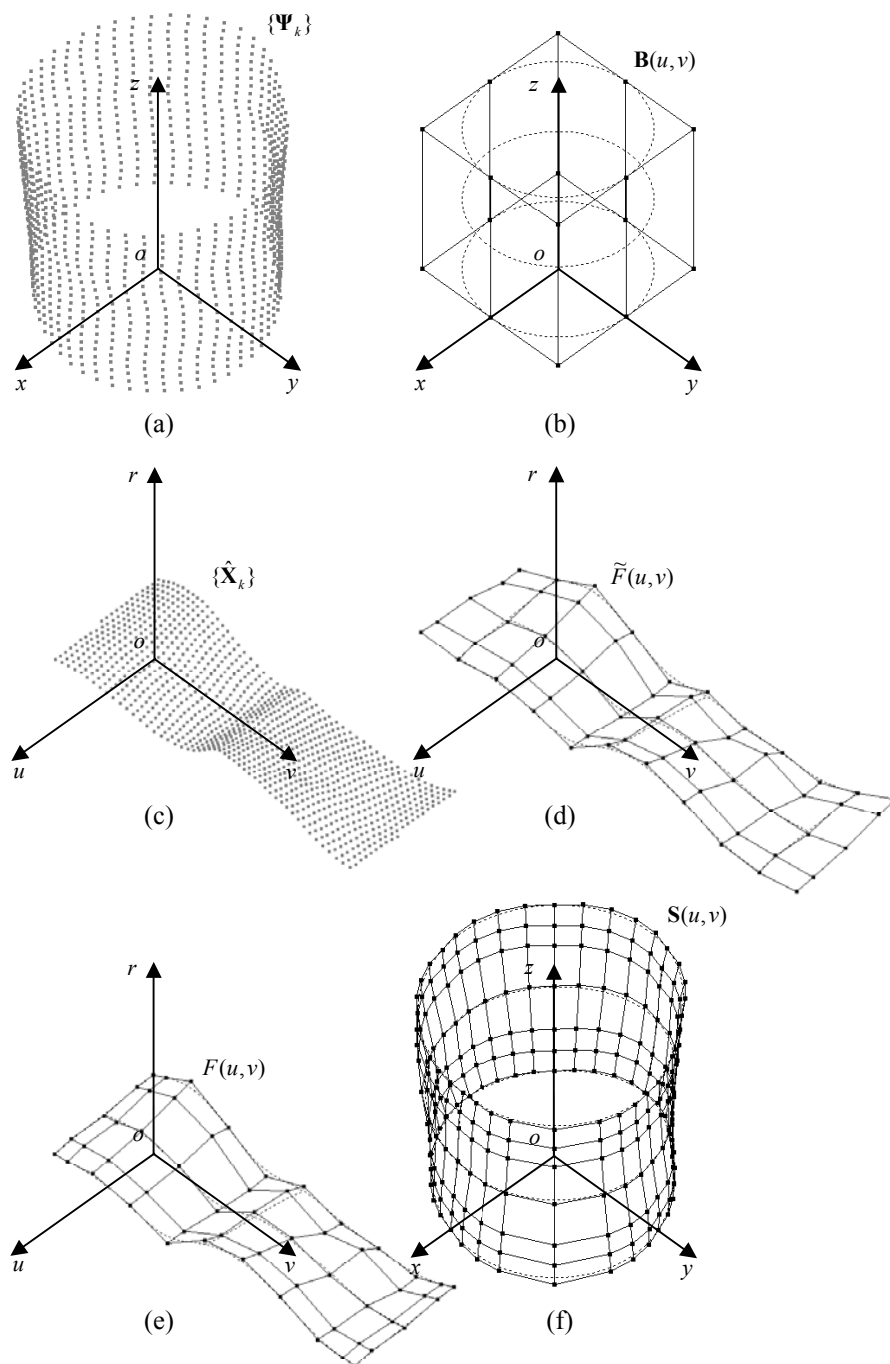 {Ψ_k}
z
o
x
y
(a)
B(u,v)
z
o
x
y
(b)
r
{X̂_k}
o
u
v
(c)
r
F̃(u,v)
o
u
v
(d)
r
F(u,v)
o
u
v
(e)
S(u,v)
z
o
x
y
(f)